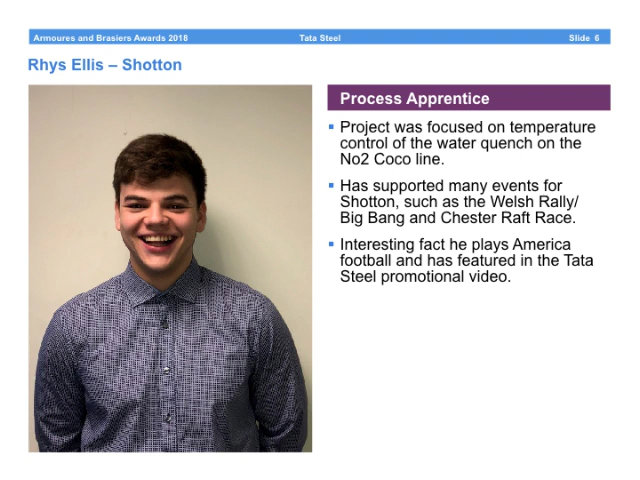 Armoures and Brasiers Awards 2018 Tata Steel Slide 6
Rhys Ellis – Shotton
Process Apprentice
Project was focused on temperature
control of the water quench on the
No2 Coco line.
Has supported many events for
Shotton, such as the Welsh Rally/
Big Bang and Chester Raft Race.
Interesting fact he plays America
football and has featured in the Tata
Steel promotional video.